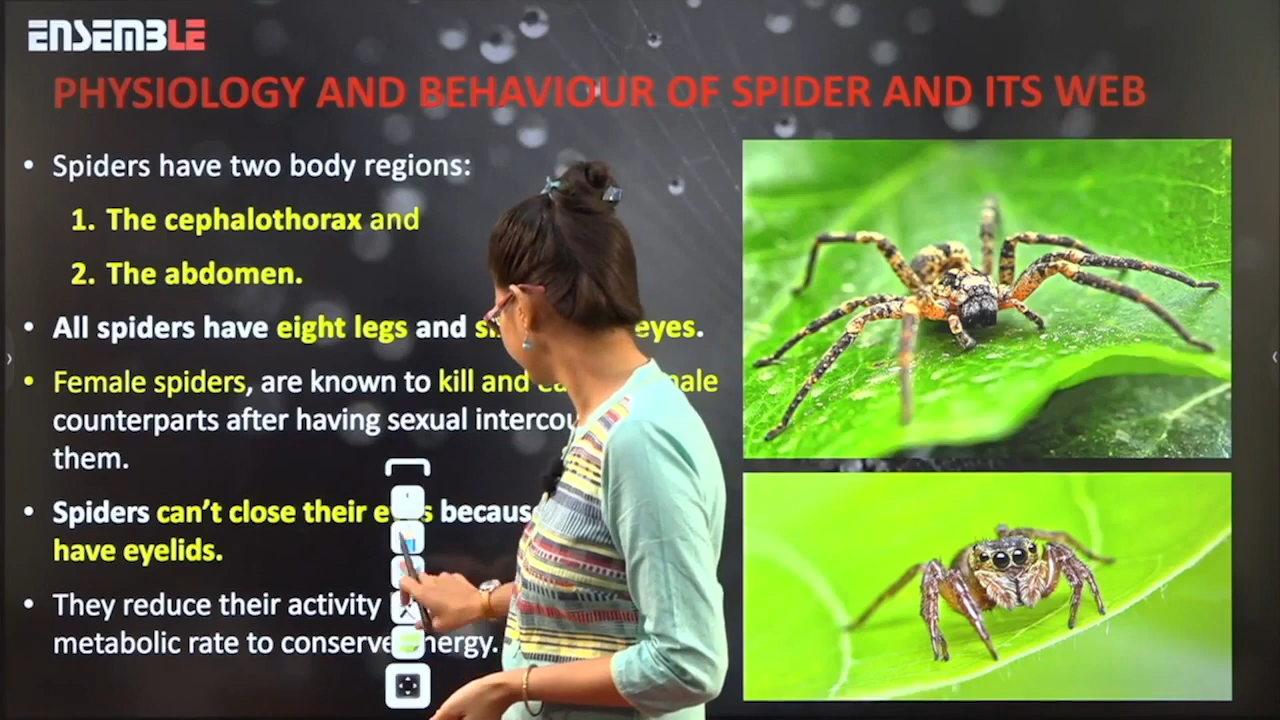 ENSEMBLE
PHYSIOLOGY AND BEHAVIOUR OF SPIDER AND ITS WEB
• Spiders have two body regions:
1. The cephalothorax and
2. The abdomen.
• All spiders have eight legs and eyes.
• Female spiders, are known to kill and
counterparts after having sexual
them.
• Spiders can't close their eyes
have eyelids.
• They reduce their activity
metabolic rate to conserve energy.